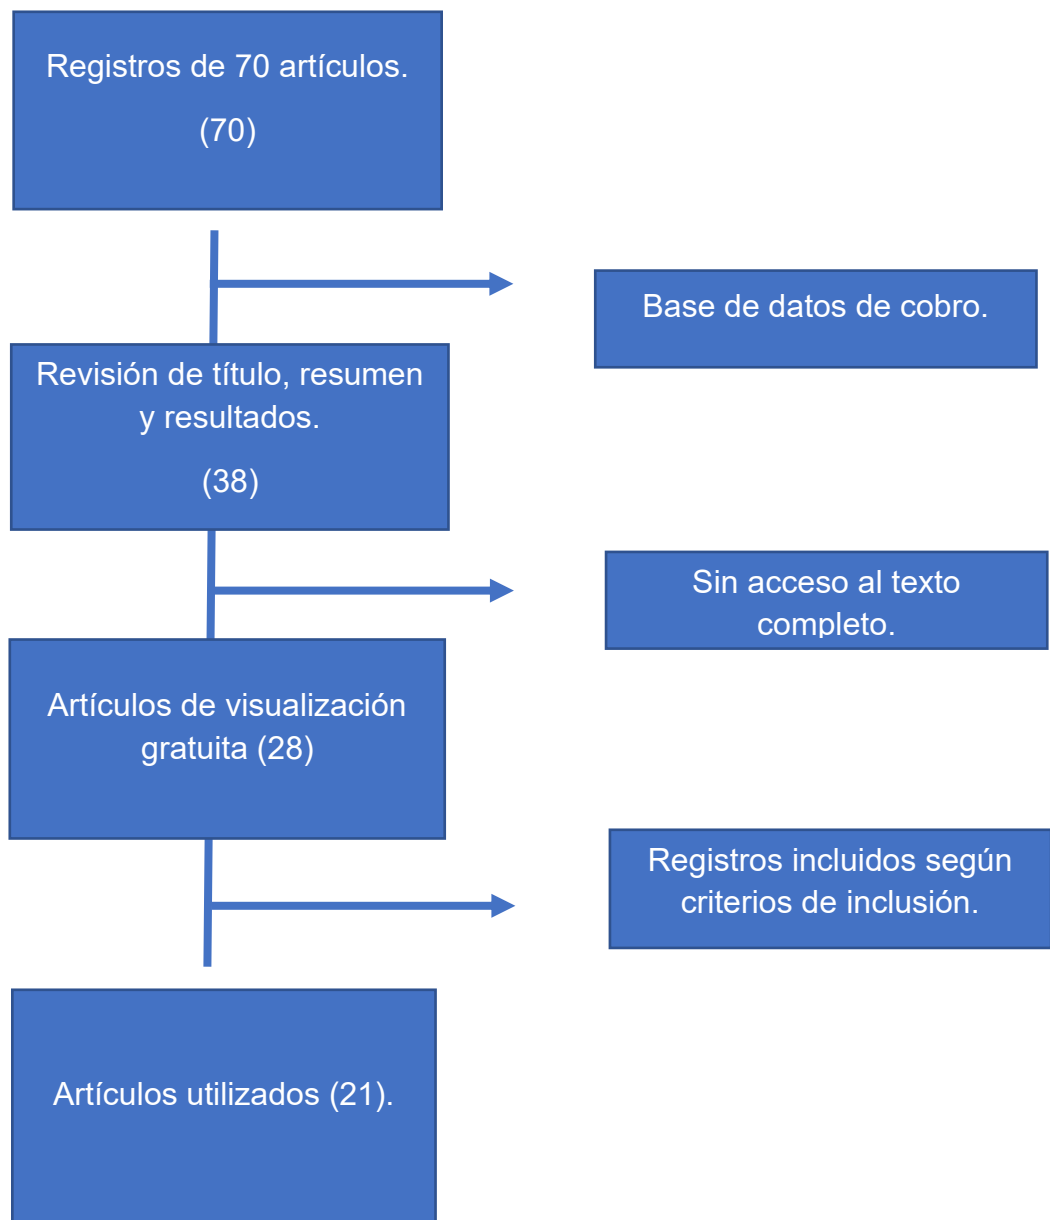 Registros de 70 artículos.
(70)
Base de datos de cobro.
Revisión de título, resumen
y resultados.
(38)
Sin acceso al texto
completo.
Artículos de visualización
gratuita (28)
Registros incluidos según
criterios de inclusión.
Artículos utilizados (21).